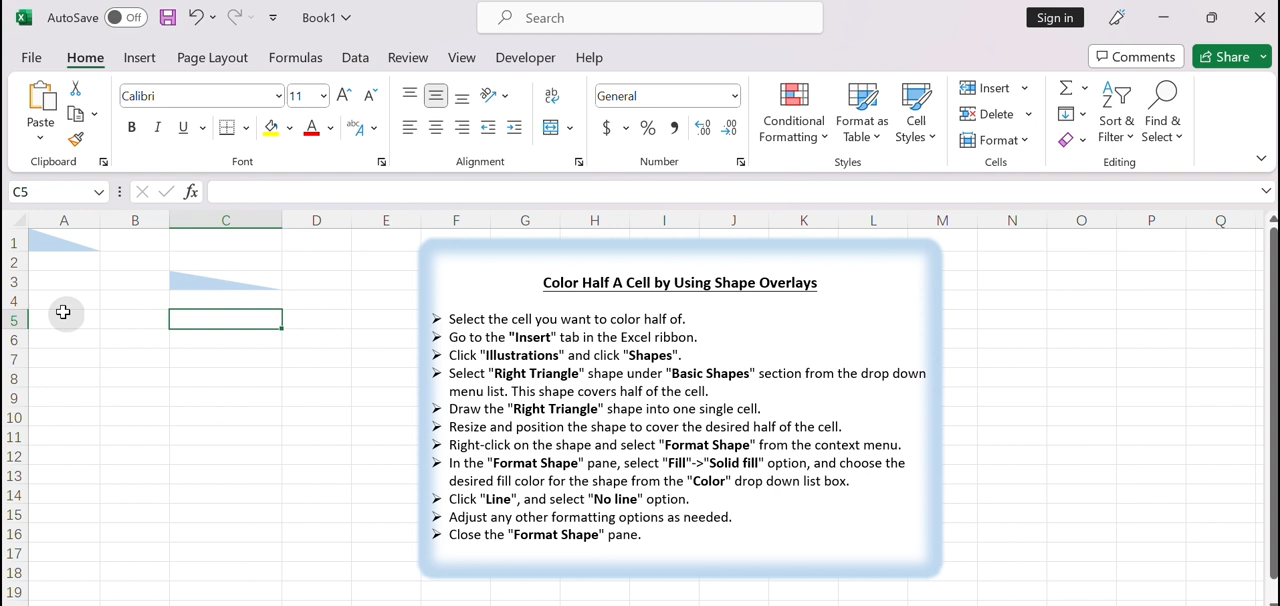 AutoSave Off Book1 Search Sign in
File Home Insert Page Layout Formulas Data Review View Developer Help Comments Share
Paste Calibri 11 General Conditional Formatting Format as Table Cell Styles Insert Delete Format Sort & Filter Find & Select
B I U $ % ab
Clipboard Font Alignment Number Styles Cells Editing
C5 fx
A B C D E F G H I J K L M N O P Q
1
2
3
4
5
6
7
8
9
10
11
12
13
14
15
16
17
18
19
Color Half A Cell by Using Shape Overlays
➢ Select the cell you want to color half of.
➢ Go to the "Insert" tab in the Excel ribbon.
➢ Click "Illustrations" and click "Shapes".
➢ Select "Right Triangle" shape under "Basic Shapes" section from the drop down
menu list. This shape covers half of the cell.
➢ Draw the "Right Triangle" shape into one single cell.
➢ Resize and position the shape to cover the desired half of the cell.
➢ Right-click on the shape and select "Format Shape" from the context menu.
➢ In the "Format Shape" pane, select "Fill"->"Solid fill" option, and choose the
desired fill color for the shape from the "Color" drop down list box.
➢ Click "Line", and select "No line" option.
➢ Adjust any other formatting options as needed.
➢ Close the "Format Shape" pane.